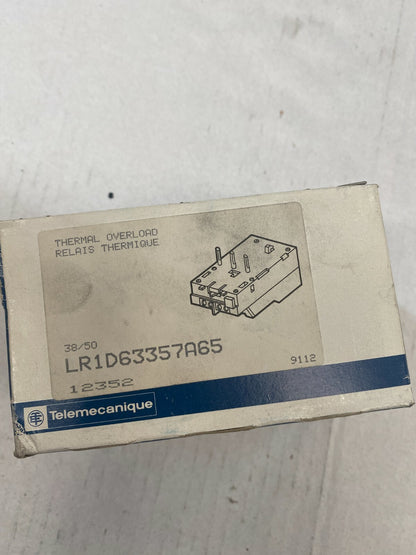 THERMAL OVERLOAD
RELAIS THERMIQUE
38/50
LR1D63357A65
12352
9112
Telemecanique